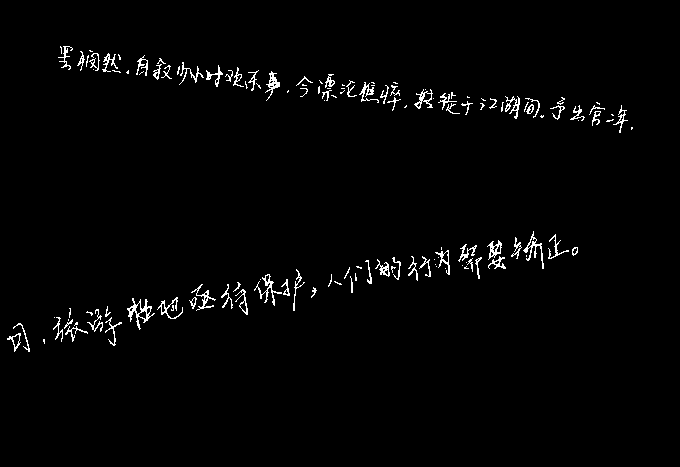 罢悯然，自叙少小时欢乐事，今漂沦憔悴，转徙于江湖间。予出官二年，
日，旅游胜地亟待保护，人们的行为举要矫正。